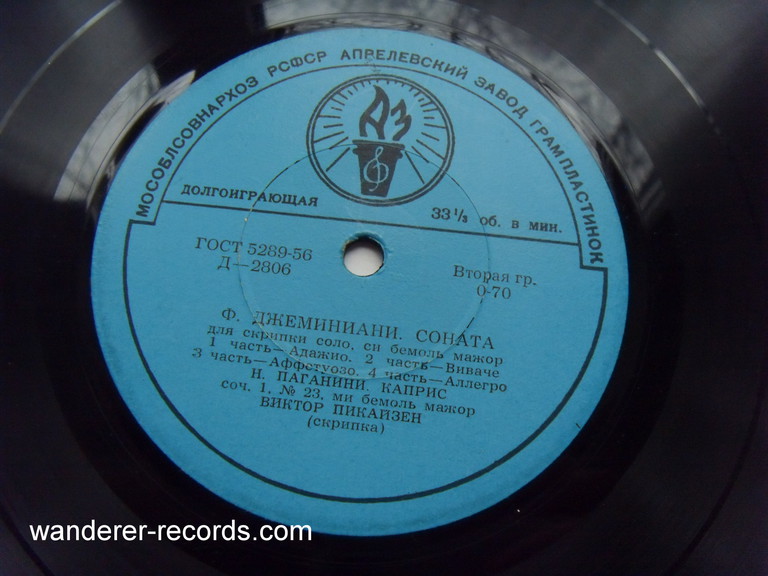 МОСОБЛСОВНАРХОЗ РСФСР АПРЕЛЕВСКИЙ ЗАВОД ГРАМПЛАСТИНОК
АЗ
ДОЛГОИГРАЮЩАЯ
33⅓ об. в мин.
ГОСТ 5289-56
Д—2806
Вторая гр.
0-70
Ф. ДЖЕМИНИАНИ. СОНАТА
для скрипки соло, си бемоль мажор
1 часть—Адажио. 2 часть—Виваче
3 часть—Аффетуозо. 4 часть—Аллегро
Н. ПАГАНИНИ. КАПРИС
соч. 1, № 23, ми бемоль мажор
ВИКТОР ПИКАЙЗЕН
(скрипка)
wanderer-records.com